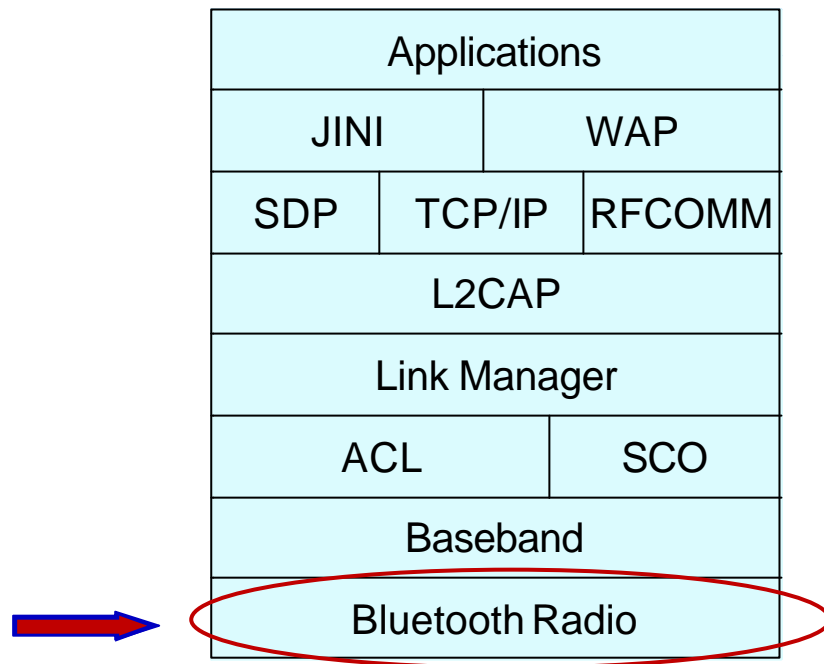 Applications
JINI WAP
SDP TCP/IP RFCOMM
L2CAP
Link Manager
ACL SCO
Baseband
Bluetooth Radio